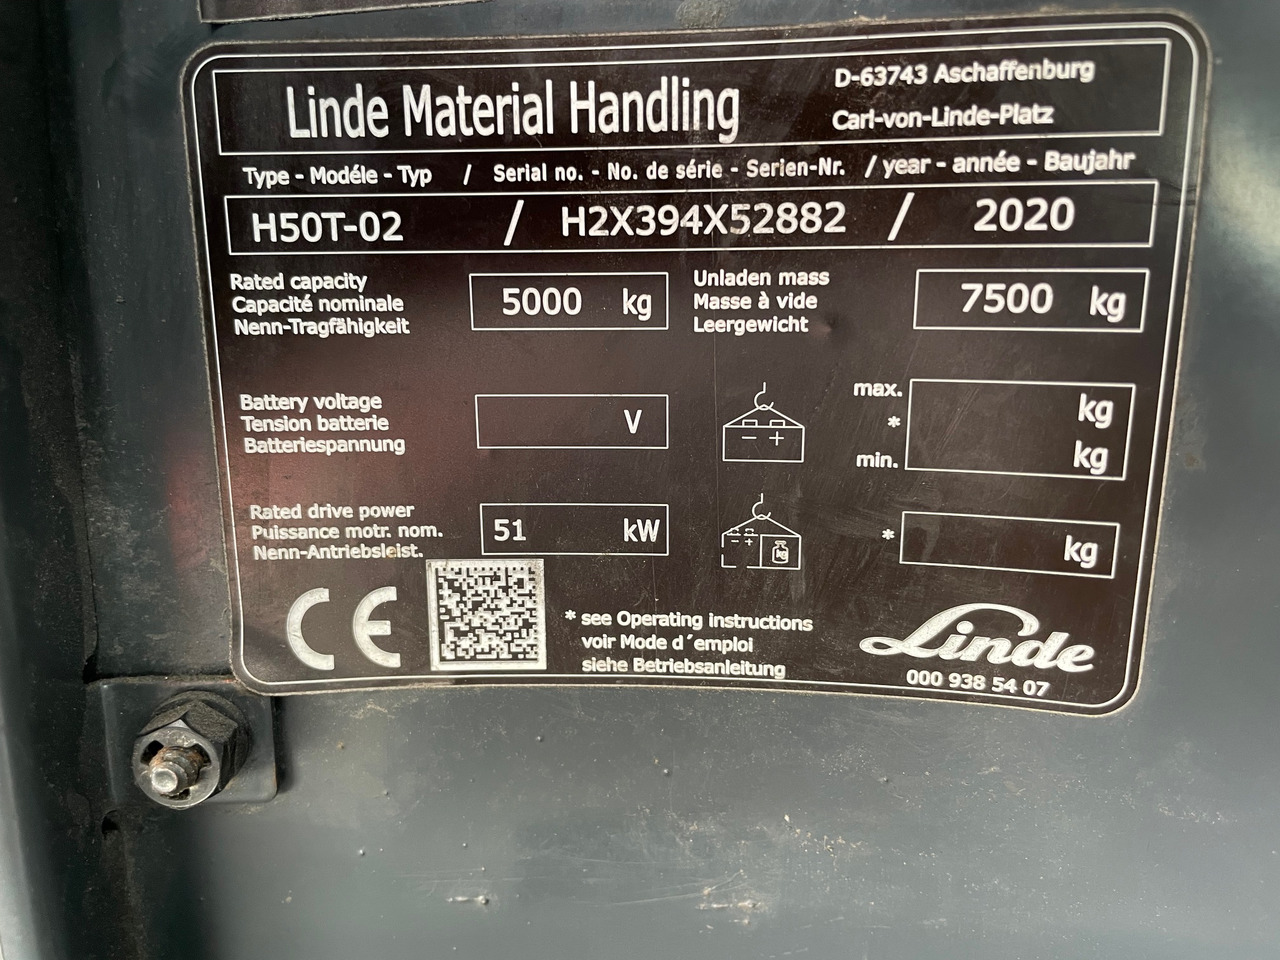 Linde Material Handling
D-63743 Aschaffenburg
Carl-von-Linde-Platz
Type - Modéle - Typ / Serial no. - No. de série - Serien-Nr. / year - année - Baujahr
H50T-02 / H2X394X52882 / 2020
Rated capacity
Capacité nominale
Nenn-Tragfähigkeit
5000 kg
Unladen mass
Masse à vide
Leergewicht
7500 kg
Battery voltage
Tension batterie
Batteriespannung
V
- +
max. kg
*
min. kg
Rated drive power
Puissance motr. nom.
Nenn-Antriebsleist.
51 kW
- + kg
* kg
CE
* see Operating instructions
voir Mode d´emploi
siehe Betriebsanleitung
Linde
000 938 54 07